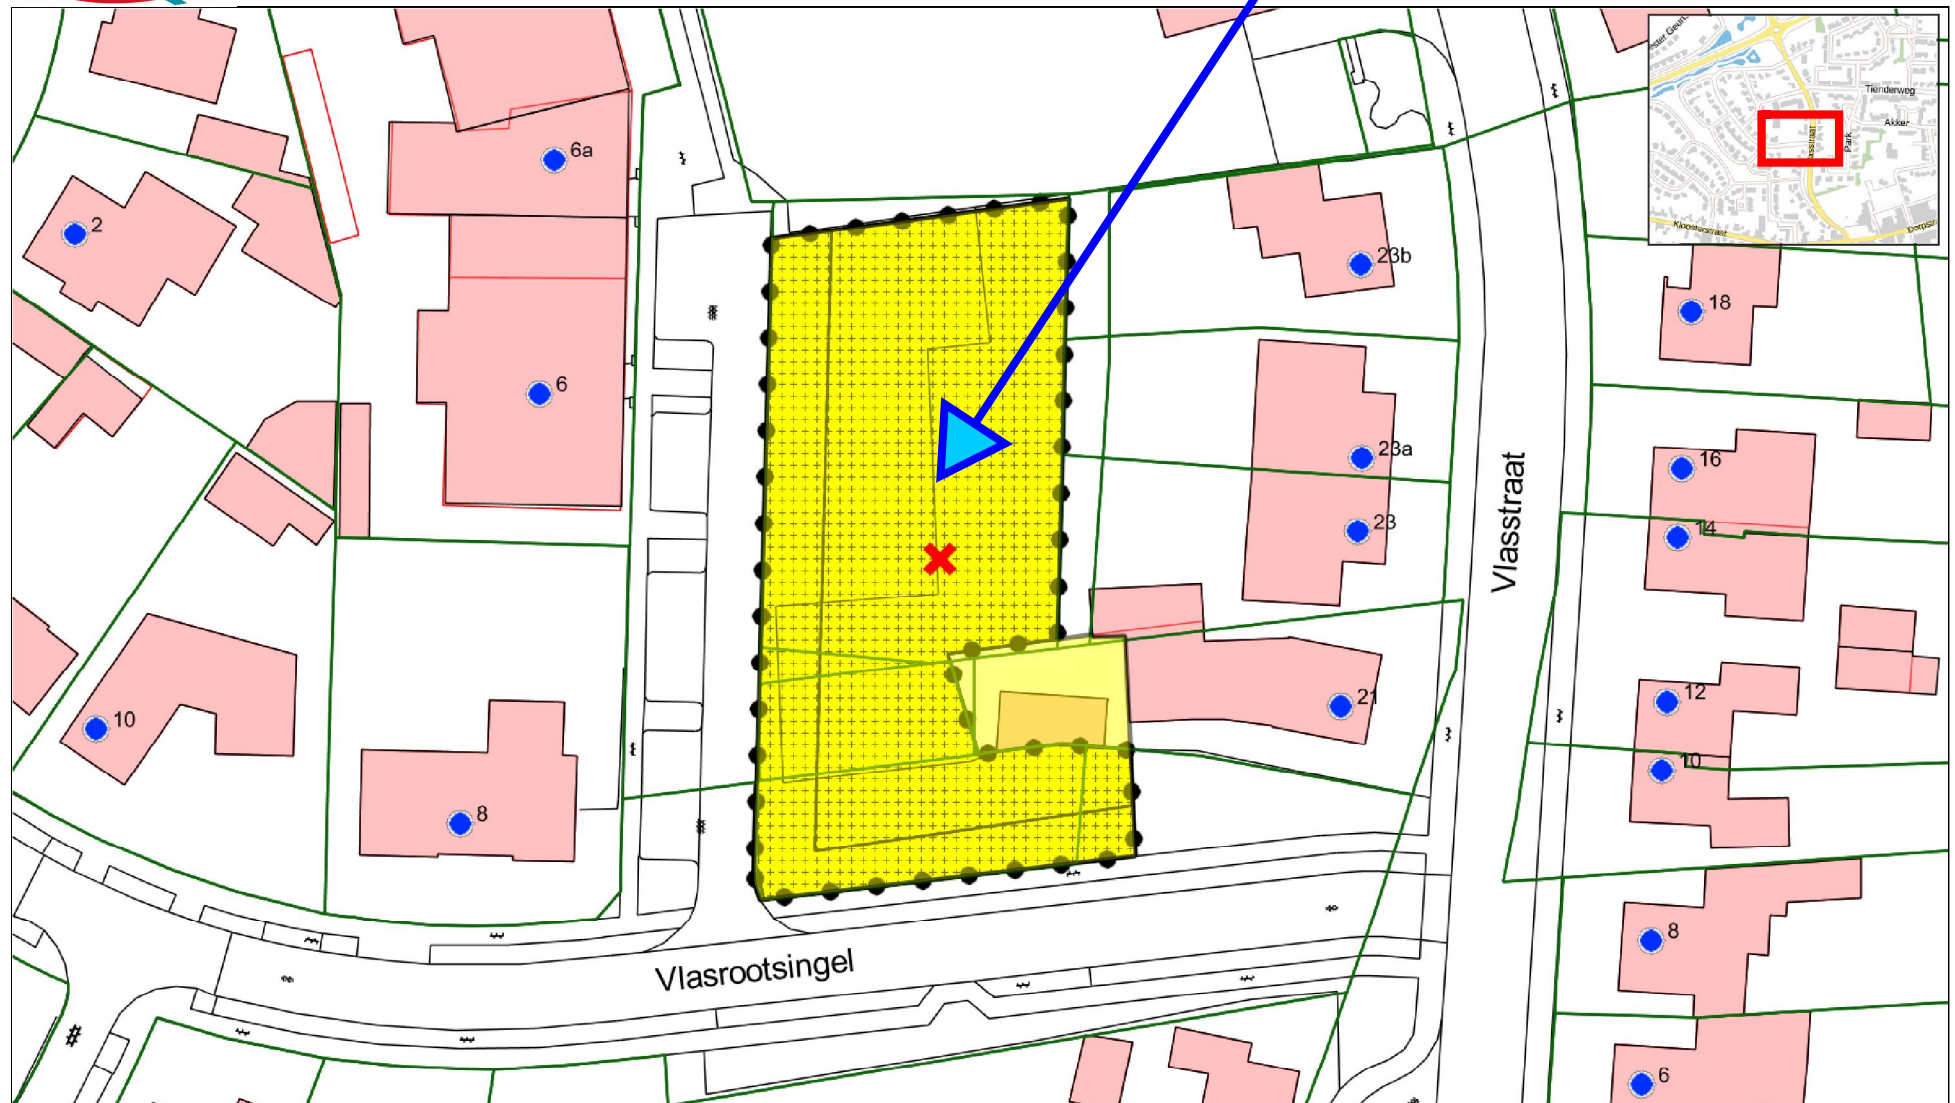 6a
2
6
23b
18
23a
16
23
14
Vlasstraat
10
8
21
12
10
8
Vlasrootsingel
6
Tienderweg
Akker
Park
Kloosterstraat